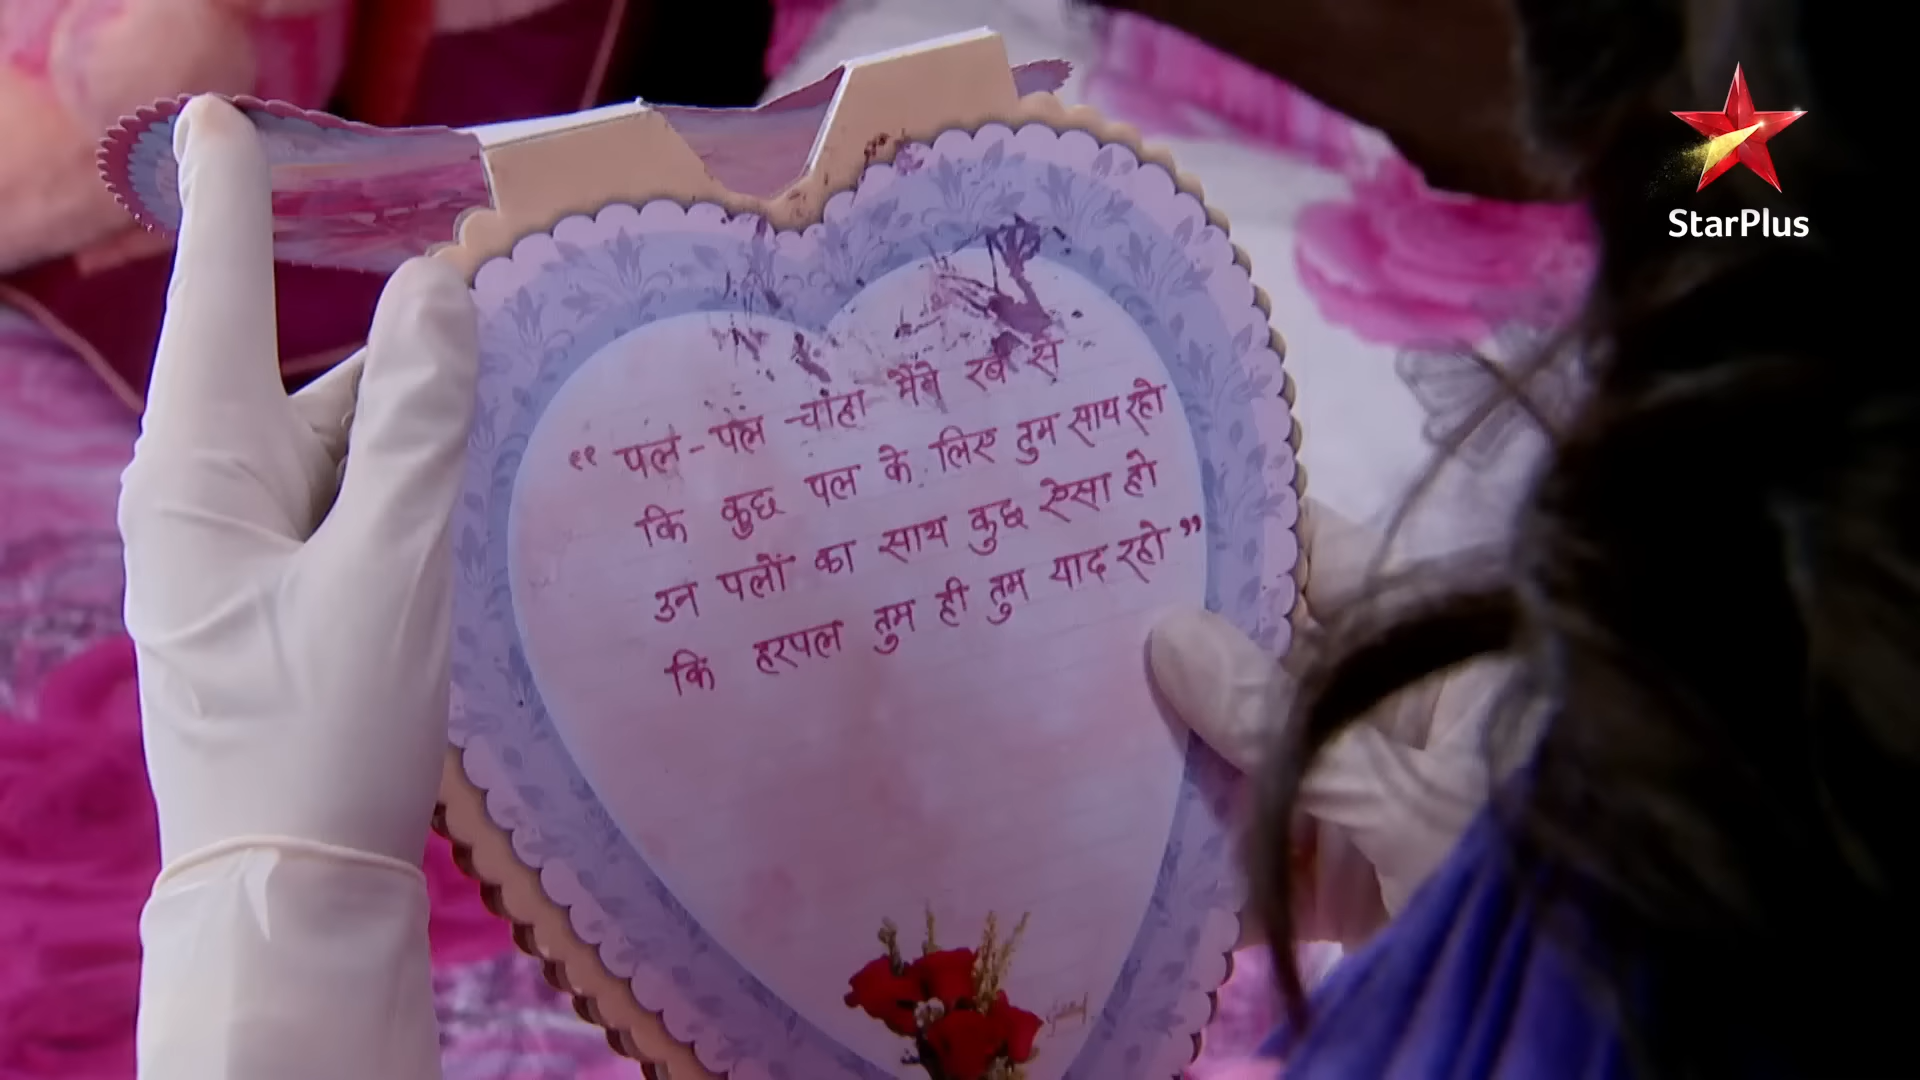 “पल-पल चाहा मैंने रब से
कि कुछ पल के लिए तुम साथ रहो
उन पलों का साथ कुछ ऐसा हो
कि हरपल तुम ही तुम याद रहो”
StarPlus